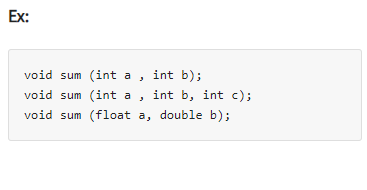 Ex:
void sum (int a , int b);
void sum (int a , int b, int c);
void sum (float a, double b);